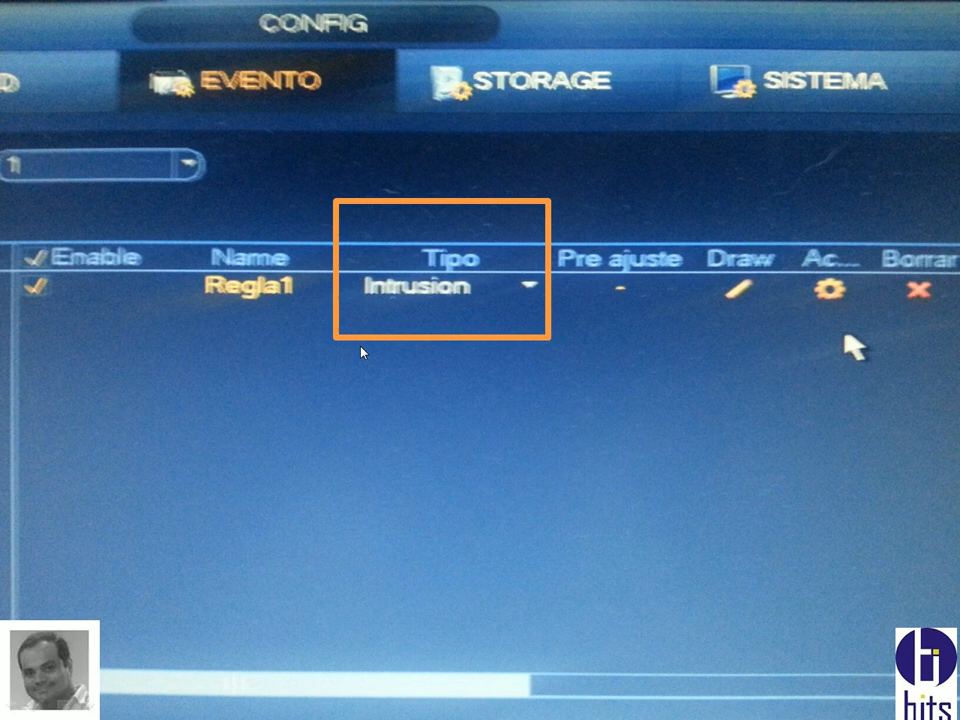 CONFIG
EVENTO STORAGE SISTEMA
1
Enable Name Tipo Pre ajuste Draw Ac.... Borrar
Regla1 Intrusion
hits